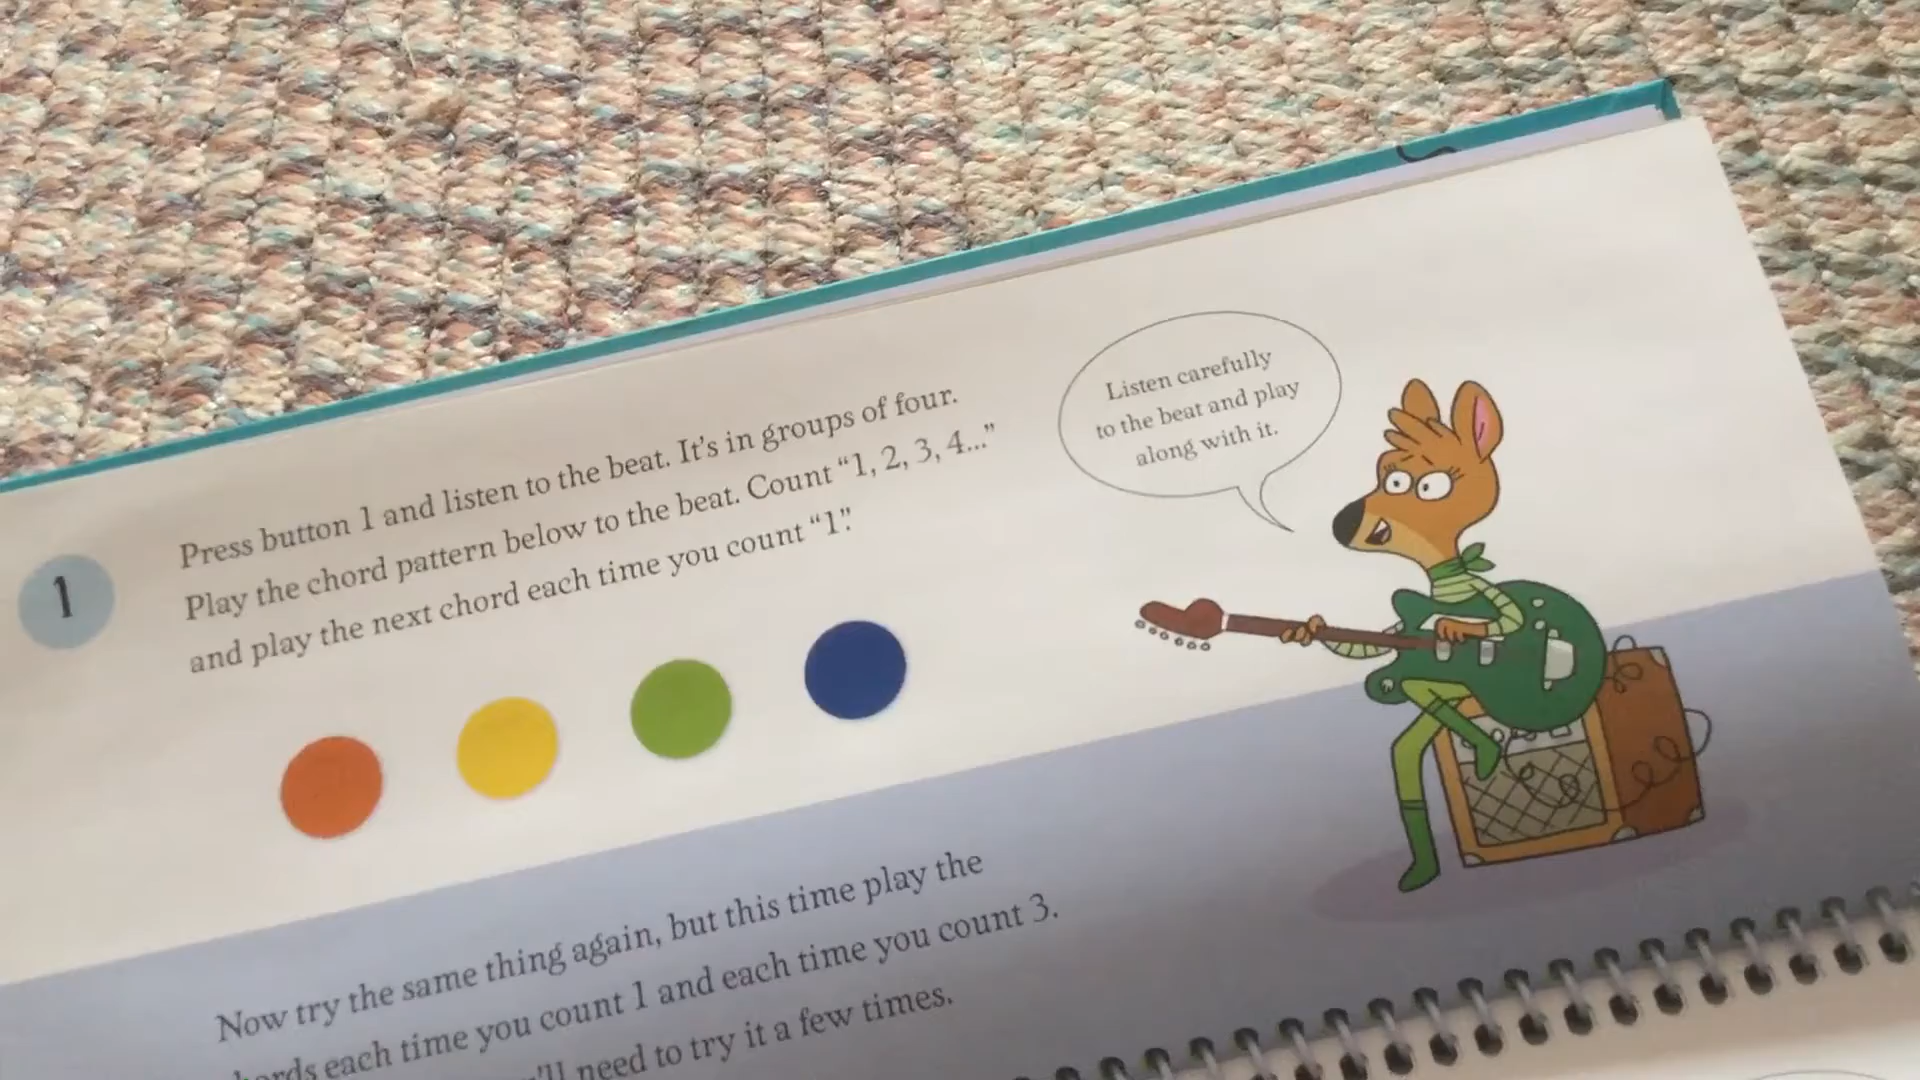 Press button 1 and listen to the beat. It's in groups of four.
Play the chord pattern below to the beat. Count “1, 2, 3, 4...”
and play the next chord each time you count “1”.
1
Listen carefully
to the beat and play
along with it.
Now try the same thing again, but this time play the
each time you count 1 and each time you count 3.
need to try it a few times.